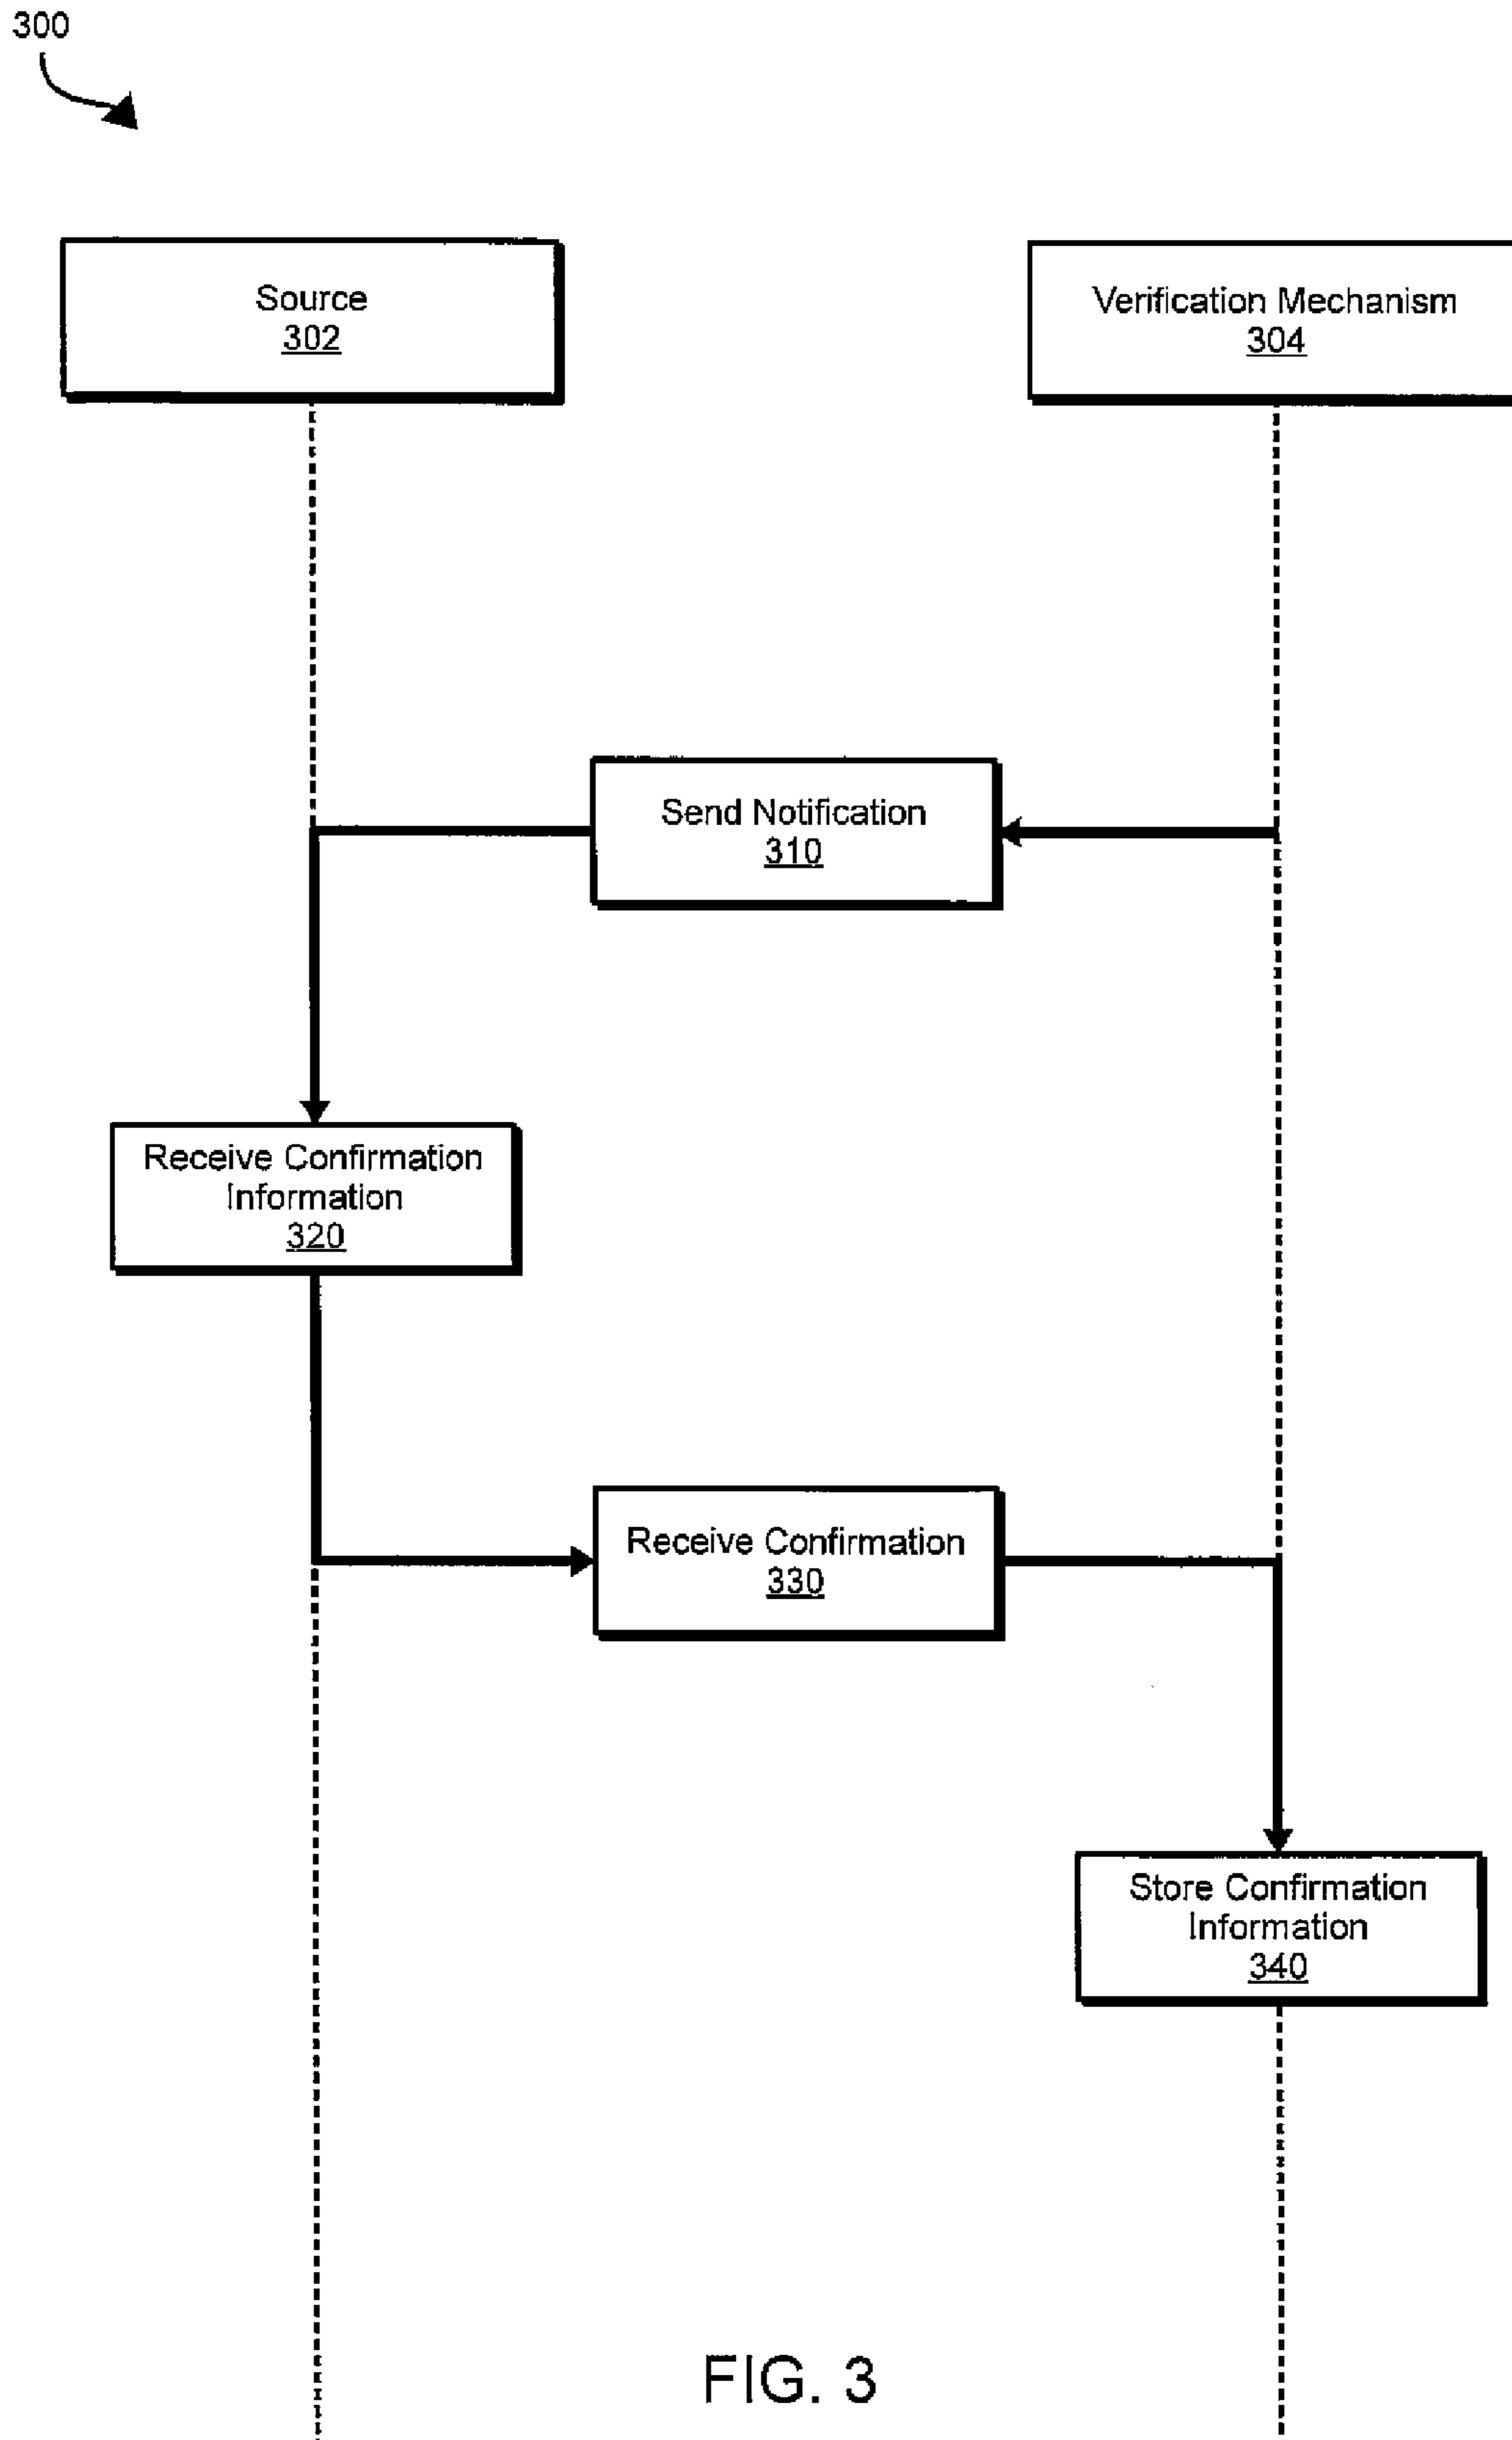 300
Source
302
Verification Mechanism
304
Send Notification
310
Receive Confirmation
Information
320
Receive Confirmation
330
Store Confirmation
Information
340
FIG. 3